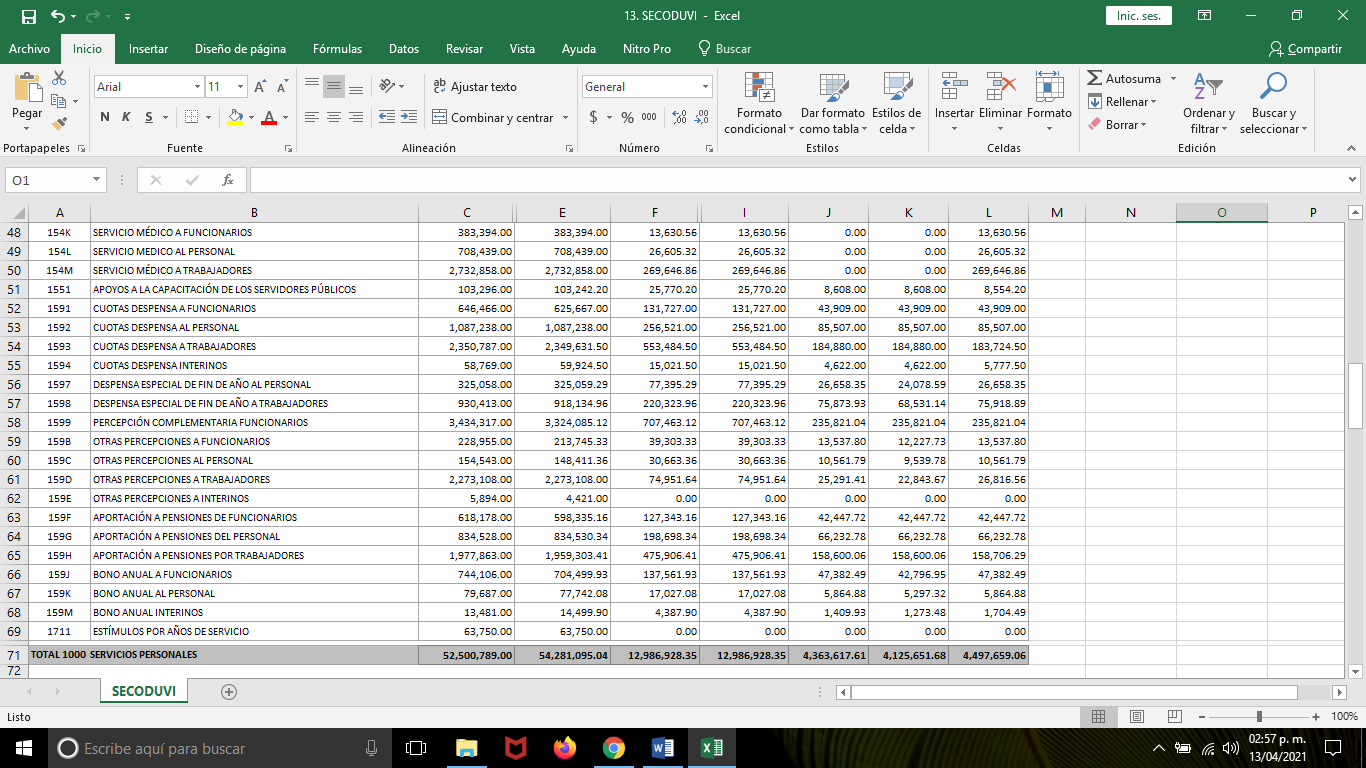 13. SECODUVI - Excel
Inic. ses.
Archivo Inicio Insertar Diseño de página Fórmulas Datos Revisar Vista Ayuda Nitro Pro Buscar Compartir
Pegar
Portapapeles
Arial 11
N K S
Fuente
Ajustar texto
Combinar y centrar
Alineación
General
$ % 000
Número
Formato condicional
Dar formato como tabla
Estilos de celda
Estilos
Insertar Eliminar Formato
Celdas
Autosuma
Rellenar
Borrar
Ordenar y filtrar
Buscar y seleccionar
Edición
O1 fx
A B C E F I J K L M N O P
48 154K SERVICIO MÉDICO A FUNCIONARIOS 383,394.00 383,394.00 13,630.56 13,630.56 0.00 0.00 13,630.56
49 154L SERVICIO MEDICO AL PERSONAL 708,439.00 708,439.00 26,605.32 26,605.32 0.00 0.00 26,605.32
50 154M SERVICIO MÉDICO A TRABAJADORES 2,732,858.00 2,732,858.00 269,646.86 269,646.86 0.00 0.00 269,646.86
51 1551 APOYOS A LA CAPACITACIÓN DE LOS SERVIDORES PÚBLICOS 103,296.00 103,242.20 25,770.20 25,770.20 8,608.00 8,608.00 8,554.20
52 1591 CUOTAS DESPENSA A FUNCIONARIOS 646,466.00 625,667.00 131,727.00 131,727.00 43,909.00 43,909.00 43,909.00
53 1592 CUOTAS DESPENSA AL PERSONAL 1,087,238.00 1,087,238.00 256,521.00 256,521.00 85,507.00 85,507.00 85,507.00
54 1593 CUOTAS DESPENSA A TRABAJADORES 2,350,787.00 2,349,631.50 553,484.50 553,484.50 184,880.00 184,880.00 183,724.50
55 1594 CUOTAS DESPENSA INTERINOS 58,769.00 59,924.50 15,021.50 15,021.50 4,622.00 4,622.00 5,777.50
56 1597 DESPENSA ESPECIAL DE FIN DE AÑO AL PERSONAL 325,058.00 325,059.29 77,395.29 77,395.29 26,658.35 24,078.59 26,658.35
57 1598 DESPENSA ESPECIAL DE FIN DE AÑO A TRABAJADORES 930,413.00 918,134.96 220,323.96 220,323.96 75,873.93 68,531.14 75,918.89
58 1599 PERCEPCIÓN COMPLEMENTARIA FUNCIONARIOS 3,434,317.00 3,324,085.12 707,463.12 707,463.12 235,821.04 235,821.04 235,821.04
59 159B OTRAS PERCEPCIONES A FUNCIONARIOS 228,955.00 213,745.33 39,303.33 39,303.33 13,537.80 12,227.73 13,537.80
60 159C OTRAS PERCEPCIONES AL PERSONAL 154,543.00 148,411.36 30,663.36 30,663.36 10,561.79 9,539.78 10,561.79
61 159D OTRAS PERCEPCIONES A TRABAJADORES 2,273,108.00 2,273,108.00 74,951.64 74,951.64 25,291.41 22,843.67 26,816.56
62 159E OTRAS PERCEPCIONES A INTERINOS 5,894.00 4,421.00 0.00 0.00 0.00 0.00 0.00
63 159F APORTACIÓN A PENSIONES DE FUNCIONARIOS 618,178.00 598,335.16 127,343.16 127,343.16 42,447.72 42,447.72 42,447.72
64 159G APORTACIÓN A PENSIONES DEL PERSONAL 834,528.00 834,530.34 198,698.34 198,698.34 66,232.78 66,232.78 66,232.78
65 159H APORTACIÓN A PENSIONES POR TRABAJADORES 1,977,863.00 1,959,303.41 475,906.41 475,906.41 158,600.06 158,600.06 158,706.29
66 159J BONO ANUAL A FUNCIONARIOS 744,106.00 704,499.93 137,561.93 137,561.93 47,382.49 42,796.95 47,382.49
67 159K BONO ANUAL AL PERSONAL 79,687.00 77,742.08 17,027.08 17,027.08 5,864.88 5,297.32 5,864.88
68 159M BONO ANUAL INTERINOS 13,481.00 14,499.90 4,387.90 4,387.90 1,409.93 1,273.48 1,704.49
69 1711 ESTÍMULOS POR AÑOS DE SERVICIO 63,750.00 63,750.00 0.00 0.00 0.00 0.00 0.00
71 TOTAL 1000 SERVICIOS PERSONALES 52,500,789.00 54,281,095.04 12,986,928.35 12,986,928.35 4,363,617.61 4,125,651.68 4,497,659.06
72
SECODUVI
Listo
100%
Escribe aquí para buscar
02:57 p. m.
13/04/2021